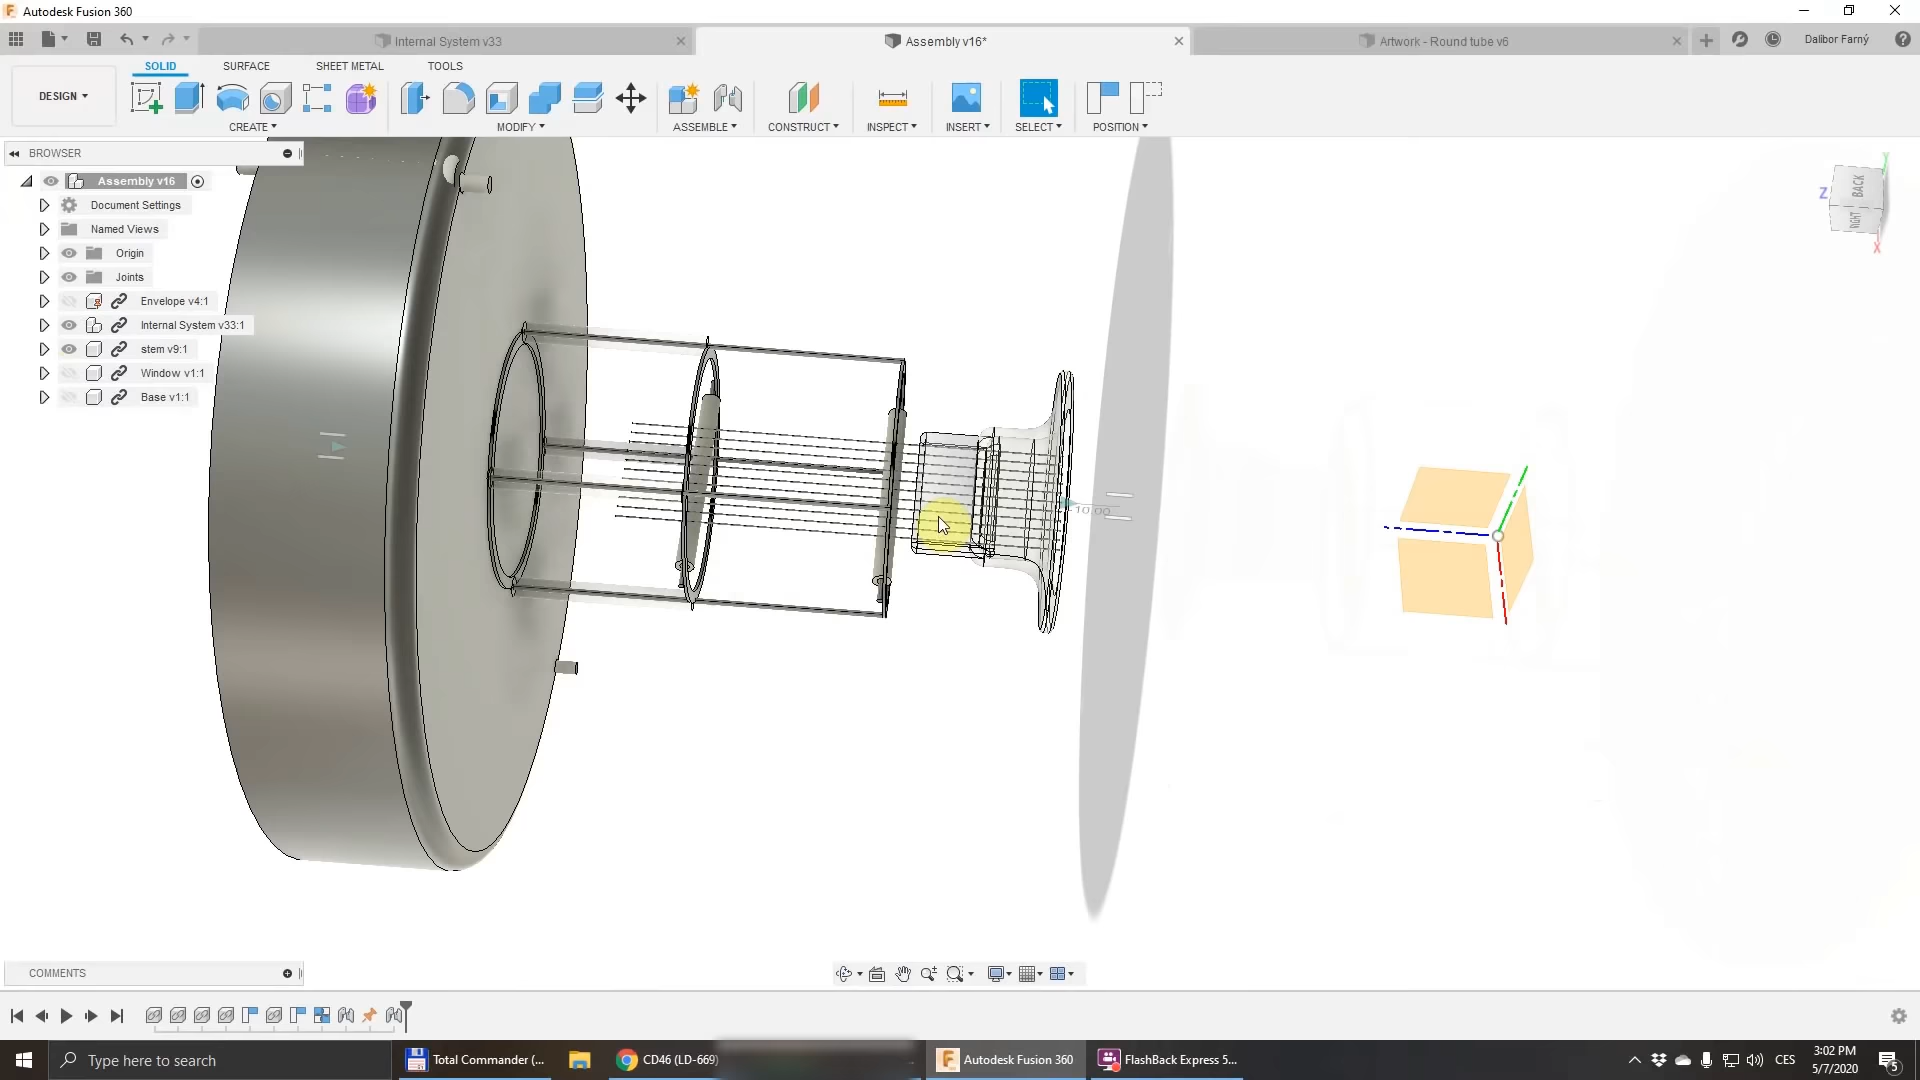 Autodesk Fusion 360
Internal System v33
Assembly v16*
Artwork - Round tube v6
Dalibor Farný
SOLID
SURFACE
SHEET METAL
TOOLS
DESIGN
CREATE
MODIFY
ASSEMBLE
CONSTRUCT
INSPECT
INSERT
SELECT
POSITION
BROWSER
Assembly v16
Document Settings
Named Views
Origin
Joints
Envelope v4:1
Internal System v33:1
stem v9:1
Window v1:1
Base v1:1
Z
BACK
RIGHT
Y
X
10.00
COMMENTS
Type here to search
Total Commander (...
CD46 (LD-669)
Autodesk Fusion 360
FlashBack Express 5...
CES
3:02 PM
5/7/2020
5